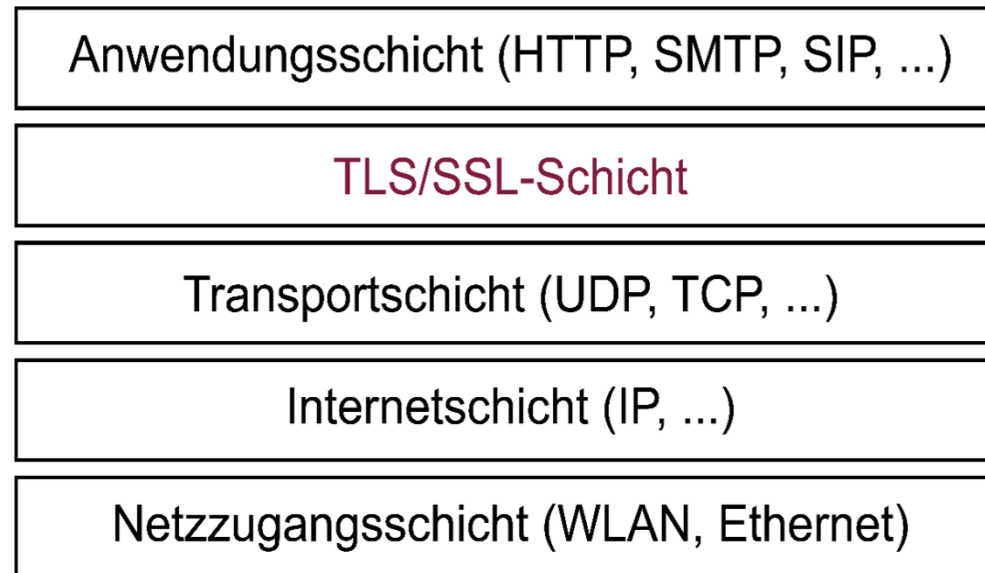 Anwendungsschicht (HTTP, SMTP, SIP, ...)
TLS/SSL-Schicht
Transportschicht (UDP, TCP, ...)
Internetschicht (IP, ...)
Netzzugangsschicht (WLAN, Ethernet)